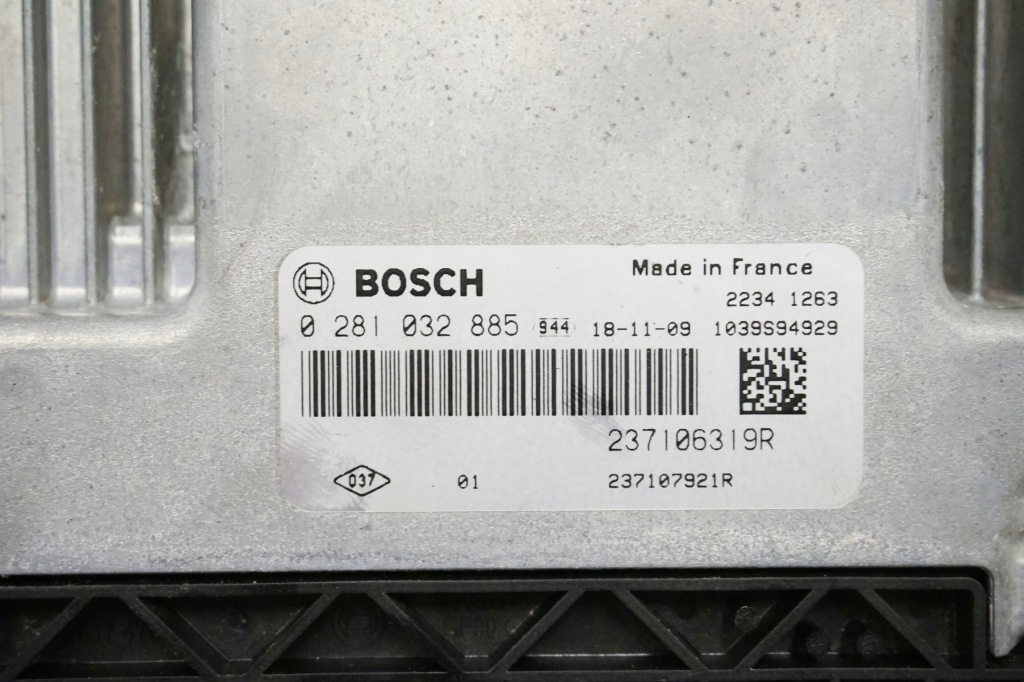 BOSCH
Made in France
2234 1263
0 281 032 885 944 18-11-09 1039S94929
237106319R
037 01 237107921R